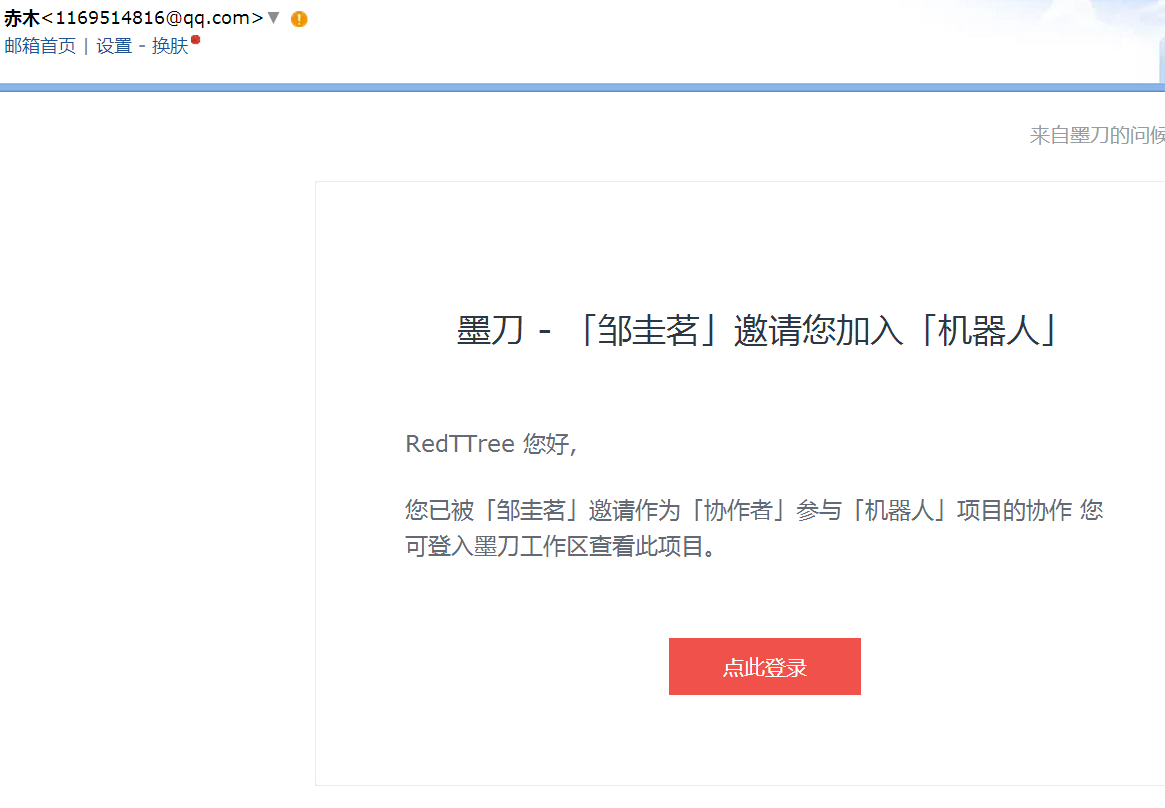 赤木<1169514816@qq.com>
邮箱首页 | 设置 - 换肤
来自墨刀的问候
墨刀 - 「邹圭茗」邀请您加入「机器人」
RedTTree 您好,
您已被「邹圭茗」邀请作为「协作者」参与「机器人」项目的协作 您
可登入墨刀工作区查看此项目。
点此登录